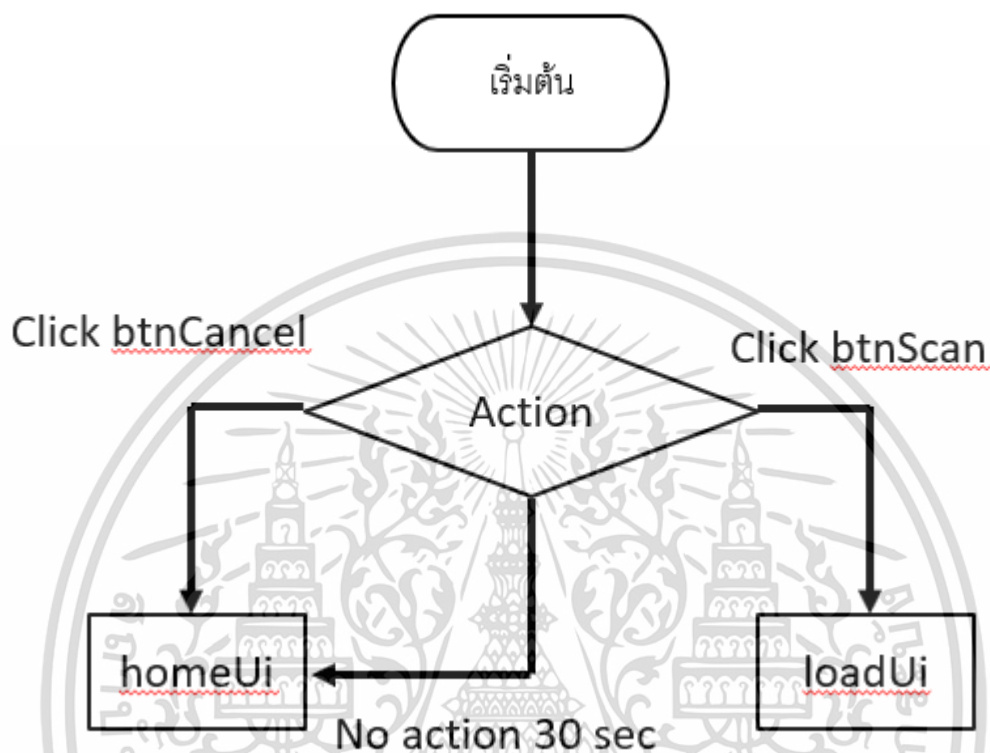 เริ่มต้น
Click btnCancel
Click btnScan
Action
homeUi
loadUi
No action 30 sec